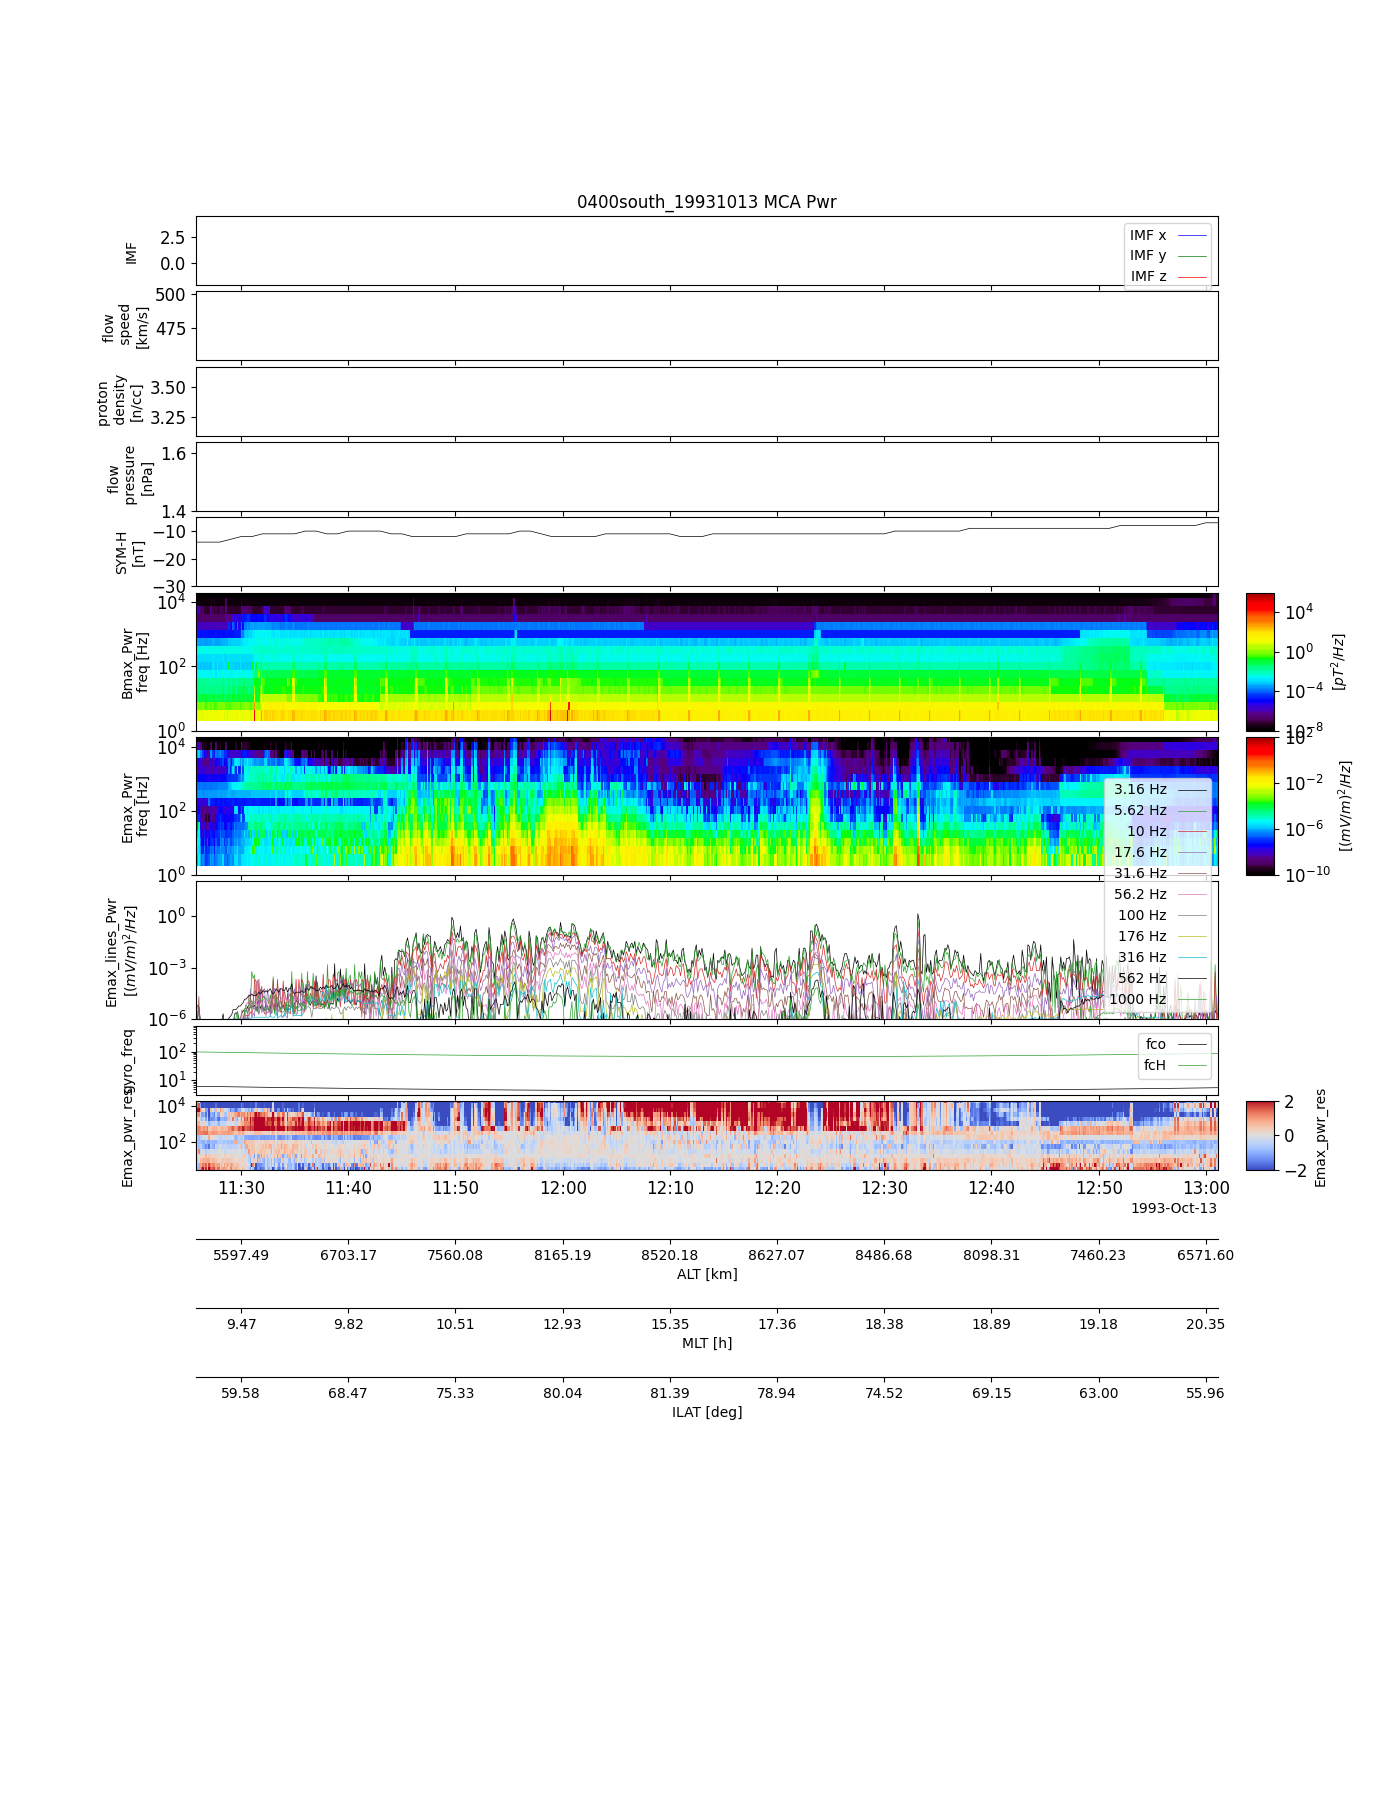 0400south_19931013 MCA Pwr
IMF
2.5
0.0
IMF x
IMF y
IMF z
flow
speed
[km/s]
500
475
proton
density
[n/cc]
3.50
3.25
flow
pressure
[nPa]
1.6
1.4
SYM-H
[nT]
−10
−20
−30
Bmax_Pwr
freq [Hz]
10^4
10^2
10^0
10^4
10^0
10^−4
10^−8
[pT^2/Hz]
Emax_Pwr
freq [Hz]
10^4
10^2
10^0
10^2
10^−2
10^−6
10^−10
[(mV/m)^2/Hz]
3.16 Hz
5.62 Hz
10 Hz
17.6 Hz
31.6 Hz
56.2 Hz
100 Hz
176 Hz
316 Hz
562 Hz
1000 Hz
Emax_lines_Pwr
[(mV/m)^2/Hz]
10^0
10^−3
10^−6
gyro_freq
10^2
10^1
fco
fcH
Emax_pwr_res
10^4
10^2
2
0
−2
Emax_pwr_res
11:30 11:40 11:50 12:00 12:10 12:20 12:30 12:40 12:50 13:00
1993-Oct-13
5597.49 6703.17 7560.08 8165.19 8520.18 8627.07 8486.68 8098.31 7460.23 6571.60
ALT [km]
9.47 9.82 10.51 12.93 15.35 17.36 18.38 18.89 19.18 20.35
MLT [h]
59.58 68.47 75.33 80.04 81.39 78.94 74.52 69.15 63.00 55.96
ILAT [deg]